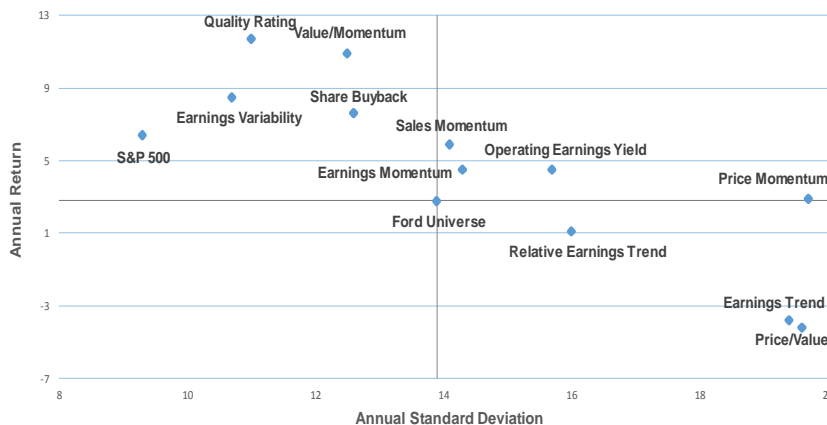 13
Quality Rating
Value/Momentum
9
Share Buyback
Earnings Variability
Sales Momentum
S&P 500
Operating Earnings Yield
5
Earnings Momentum
Price Momentum
Ford Universe
1
Relative Earnings Trend
Earnings Trend
-3
Price/Value
-7
8
10
12
14
16
18
Annual Return
Annual Standard Deviation